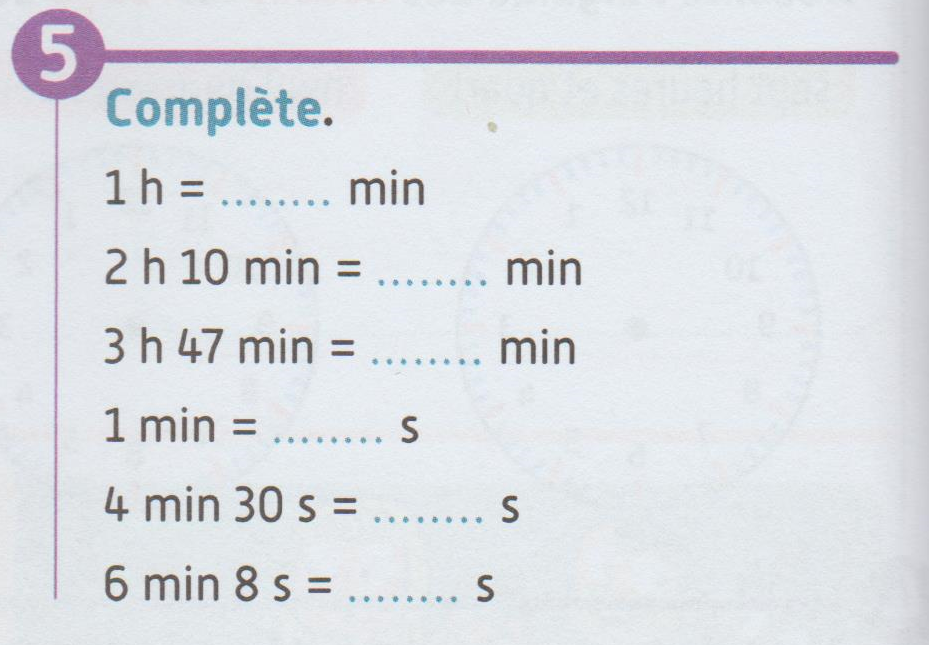 5
Complète.
1 h = ........ min
2 h 10 min = ........ min
3 h 47 min = ........ min
1 min = ........ s
4 min 30 s = ........ s
6 min 8 s = ........ s